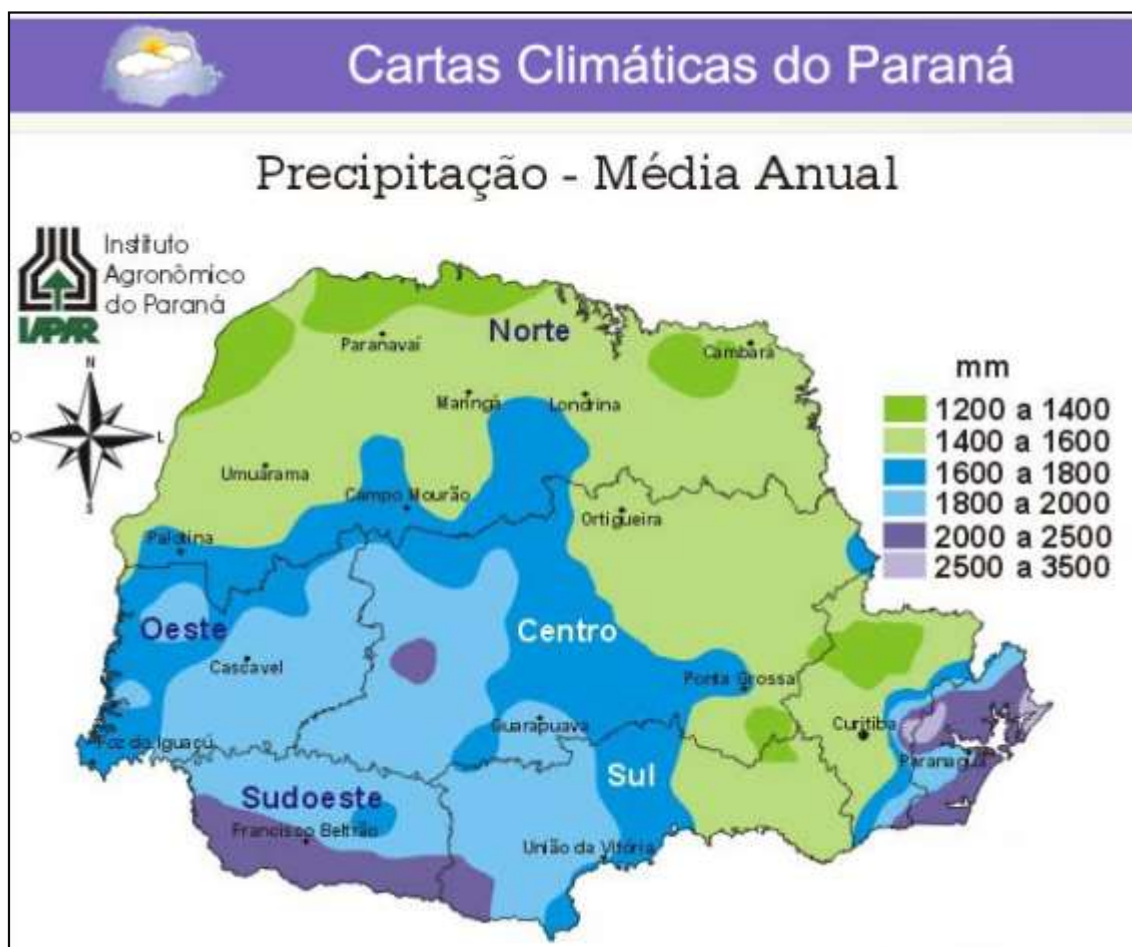 Cartas Climáticas do Paraná
Precipitação - Média Anual
Instituto
Agronômico
do Paraná
IAPAR
N
O
L
S
Norte
Paranavaí
Cambará
Maringá
Londrina
Umuarama
Campo Mourão
Ortigueira
Palotina
Oeste
Centro
Cascavel
Ponta Grossa
Guarapuava
Curitiba
Foz do Iguaçú
Paranaguá
Sul
Sudoeste
Francisco Beltrão
União da Vitória
mm
1200 a 1400
1400 a 1600
1600 a 1800
1800 a 2000
2000 a 2500
2500 a 3500